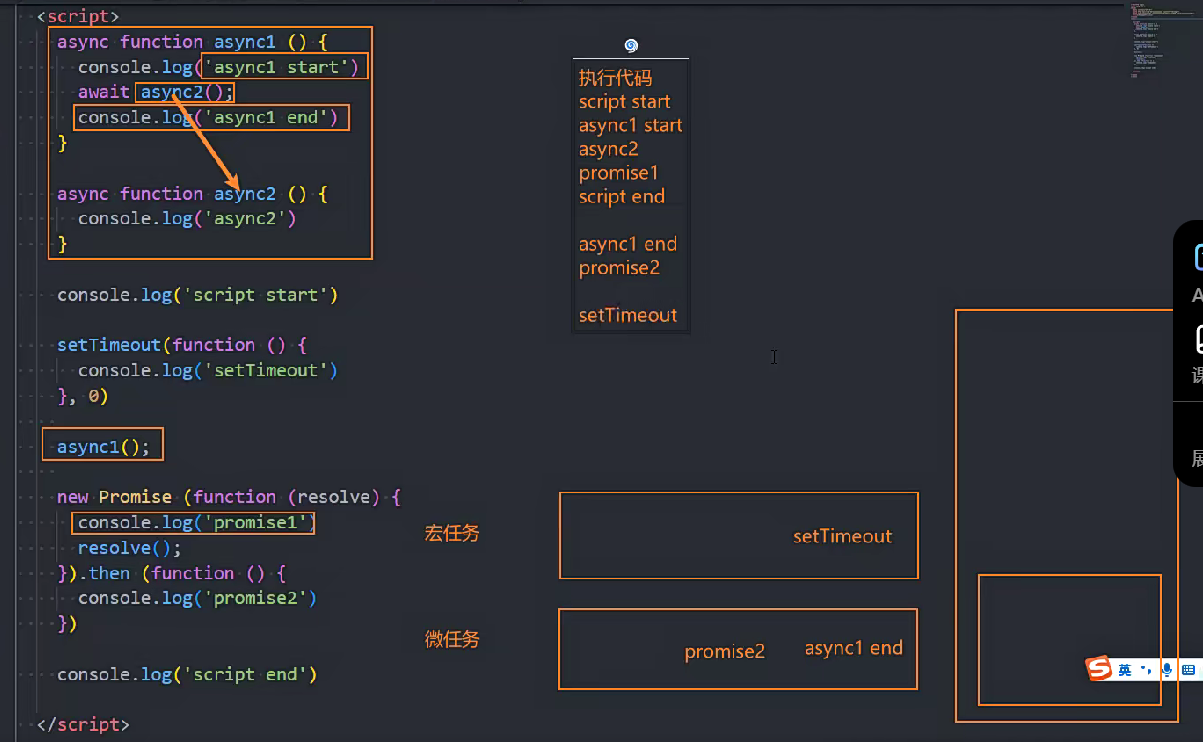 <script>
async function async1 () {
console.log('async1 start')
await async2();
console.log('async1 end')
}
async function async2 () {
console.log('async2')
}
console.log('script start')
setTimeout(function () {
console.log('setTimeout')
}, 0)
async1();
new Promise (function (resolve) {
console.log('promise1')
resolve();
}).then (function () {
console.log('promise2')
})
console.log('script end')
</script>
执行代码
script start
async1 start
async2
promise1
script end
async1 end
promise2
setTimeout
宏任务
setTimeout
微任务
promise2
async1 end
A
课
展
英